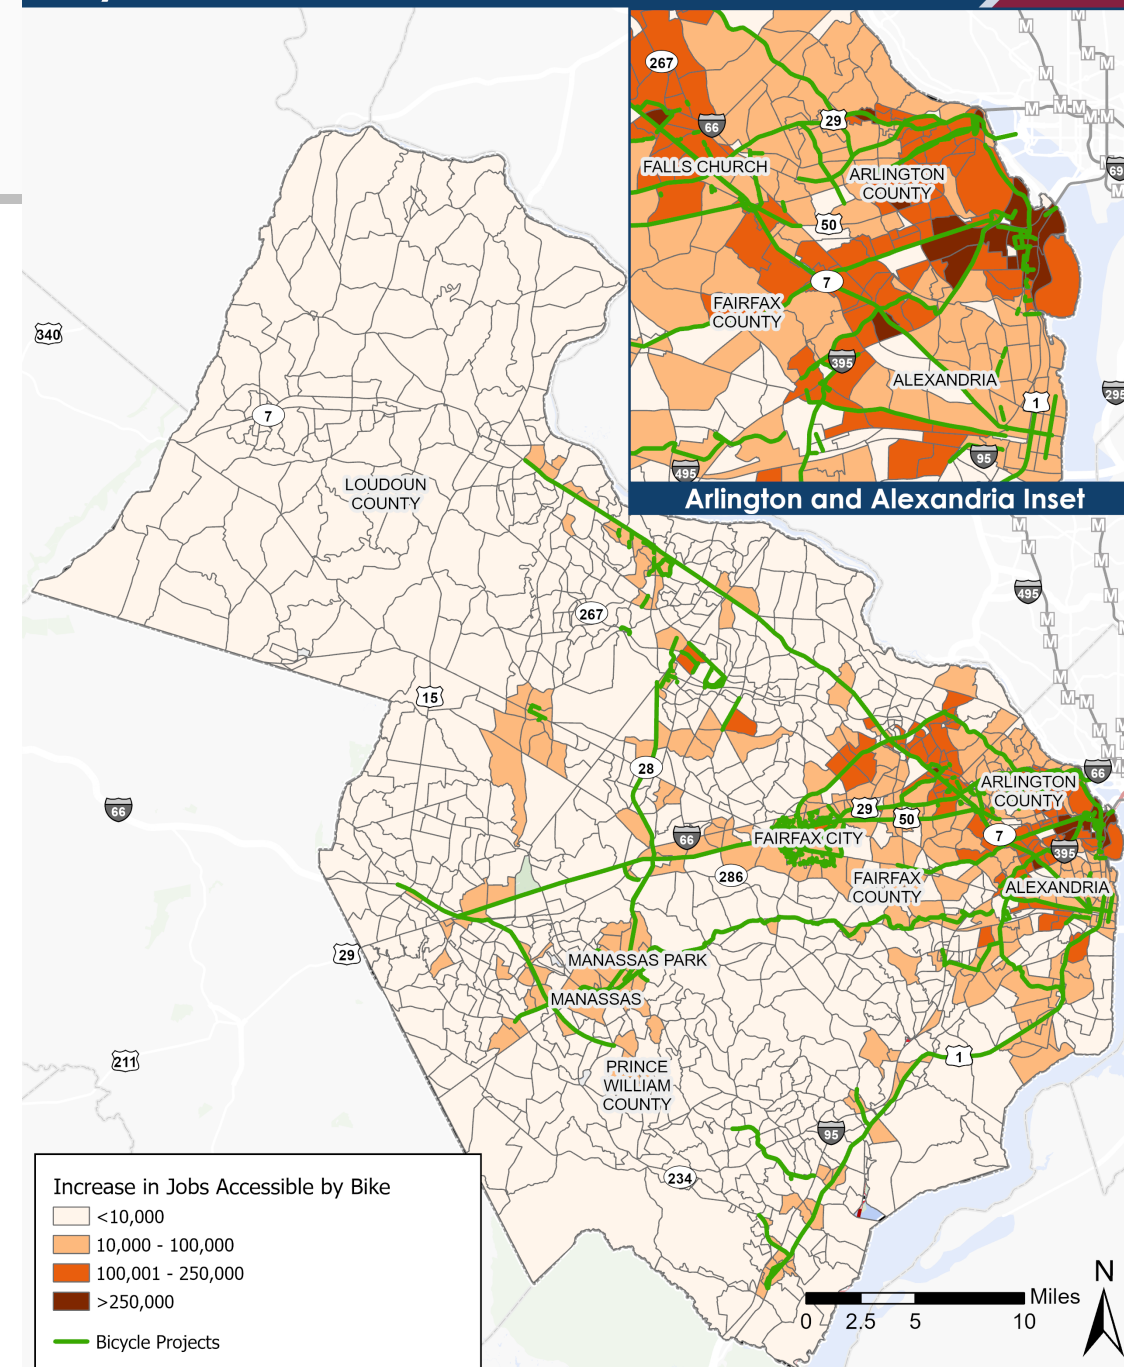 267
66
29
FALLS CHURCH
ARLINGTON
COUNTY
50
7
FAIRFAX
COUNTY
395
ALEXANDRIA
1
95
495
295
M
M
M
M
M
M
M
M
M
M
M
Arlington and Alexandria Inset
340
7
LOUDOUN
COUNTY
M
M
M
495
M
M
M
M
M
M
M
M
267
15
28
66
66
ARLINGTON
COUNTY
29
50
7
66
FAIRFAX CITY
395
286
FAIRFAX
COUNTY
ALEXANDRIA
29
MANASSAS PARK
MANASSAS
211
1
PRINCE
WILLIAM
COUNTY
95
234
Increase in Jobs Accessible by Bike
<10,000
10,000 - 100,000
100,001 - 250,000
>250,000
Bicycle Projects
N
Miles
0 2.5 5 10